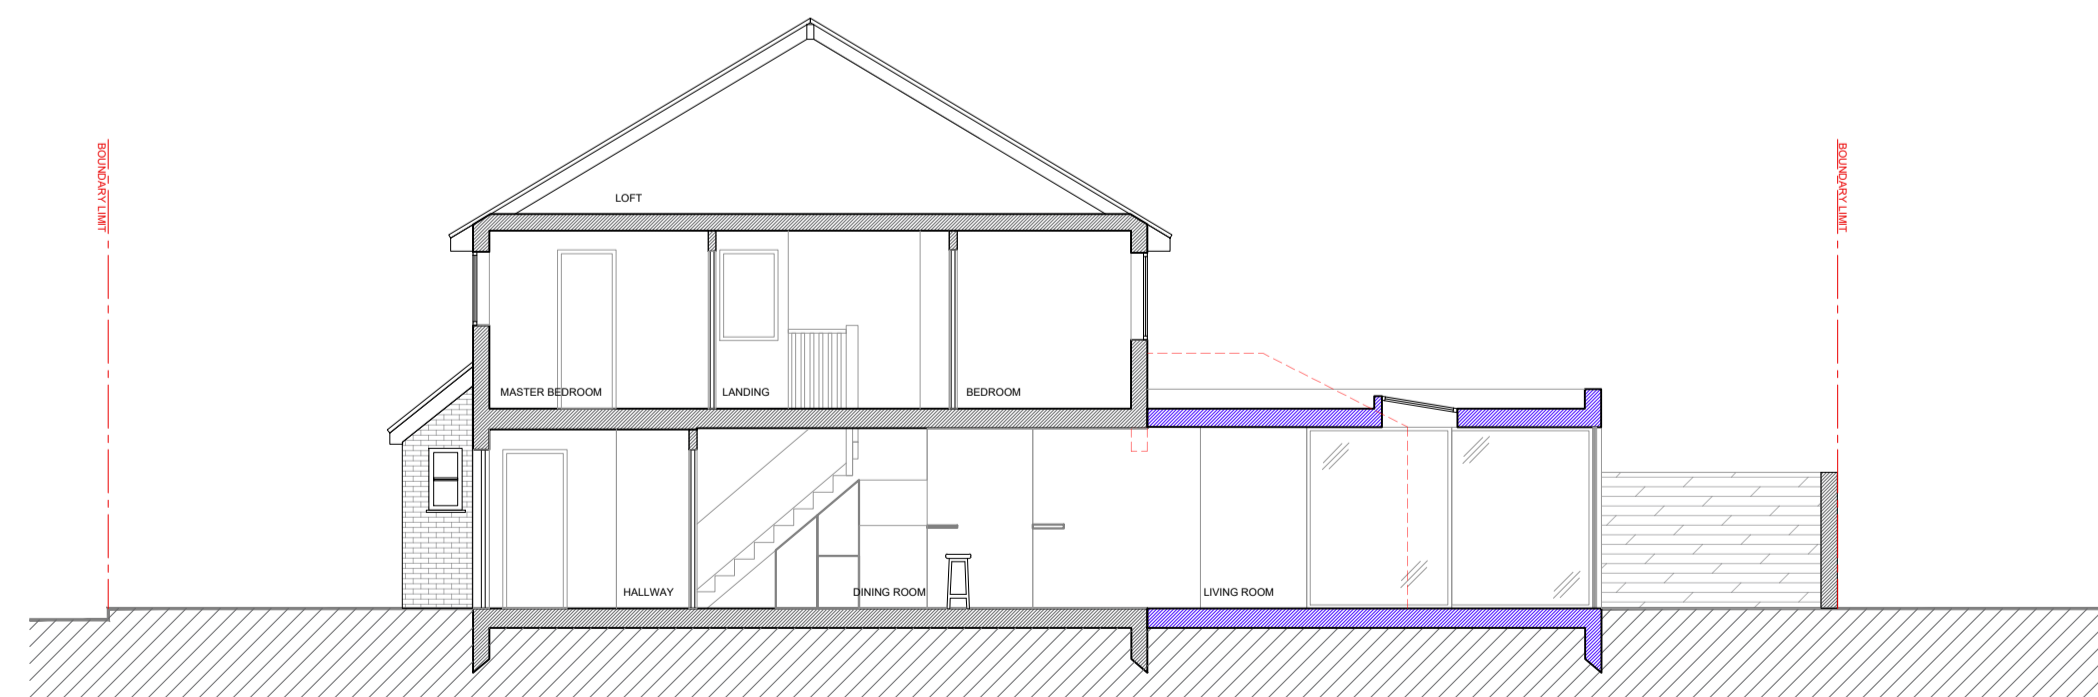 BOUNDARY LIMIT
BOUNDARY LIMIT
LOFT
MASTER BEDROOM
LANDING
BEDROOM
HALLWAY
DINING ROOM
LIVING ROOM